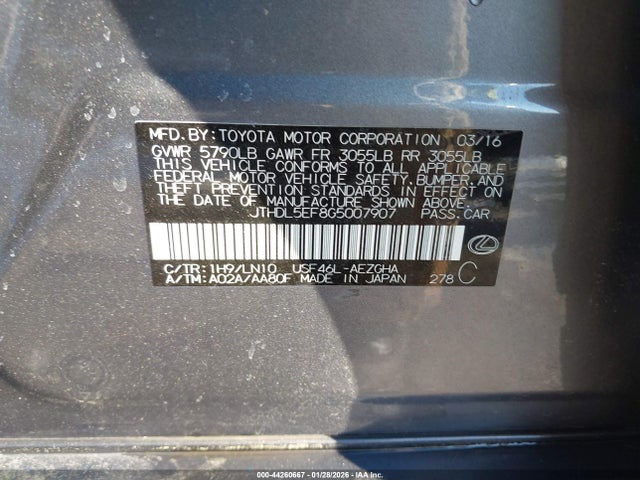 MFD. BY: TOYOTA MOTOR CORPORATION 03/16
GVWR 5790LB GAWR FR 3055LB RR 3055LB
THIS VEHICLE CONFORMS TO ALL APPLICABLE
FEDERAL MOTOR VEHICLE SAFETY, BUMPER, AND
THEFT PREVENTION STANDARDS IN EFFECT ON
THE DATE OF MANUFACTURE SHOWN ABOVE.
JTHDL5EF8G5007907 PASS.CAR
C/TR: 1H9/LN10 USF46L-AEZGHA
A/TM: A02A/AA80F MADE IN JAPAN 278 C
000-44260667 | 01/28/2026 - IAA Inc.